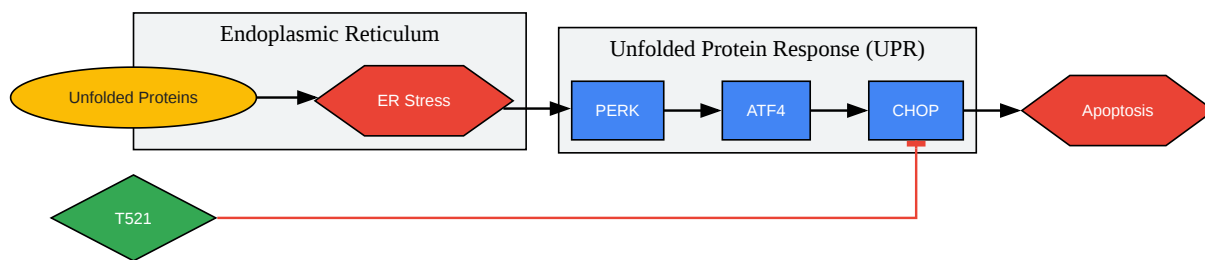 Endoplasmic Reticulum
Unfolded Protein Response (UPR)
Unfolded Proteins
ER Stress
PERK
ATF4
CHOP
Apoptosis
T521